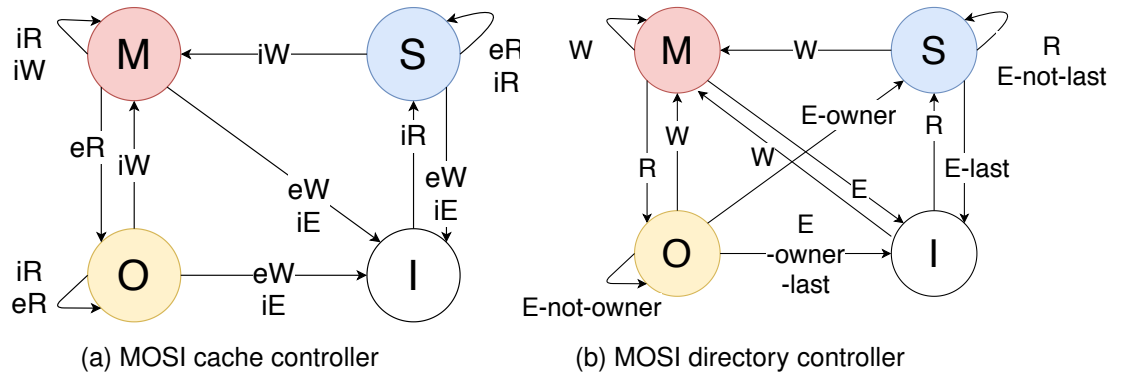 M
S
iR
iW
iW
eR
iR
eR
iW
iR
eW
iE
eW
iE
O
I
iR
eR
eW
iE
(a) MOSI cache controller
M
S
W
W
R
E-not-last
E-owner
W
W
R
R
E-last
E
O
I
E
-owner
-last
E-not-owner
(b) MOSI directory controller